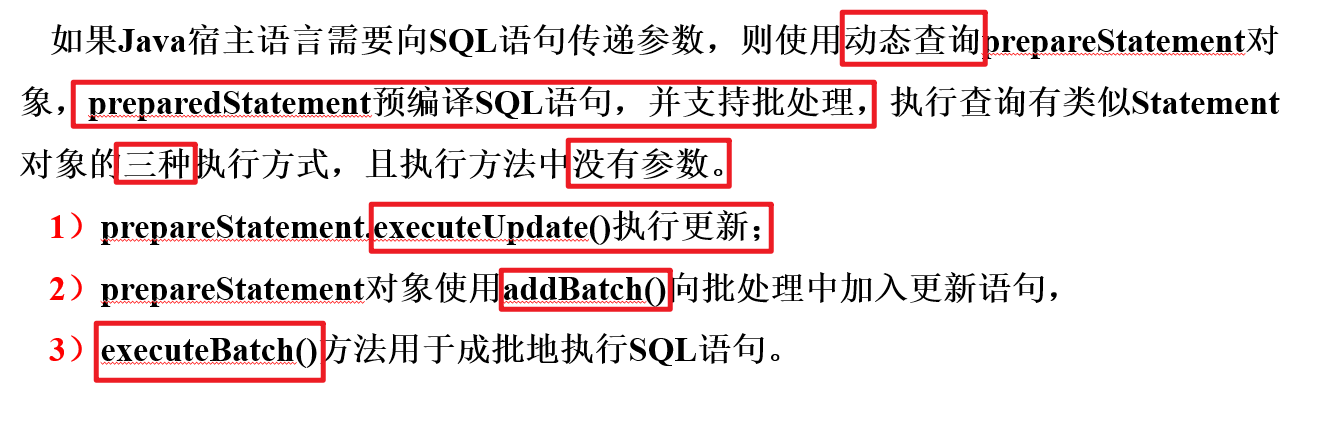 如果Java宿主语言需要向SQL语句传递参数，则使用动态查询prepareStatement对
象，preparedStatement预编译SQL语句，并支持批处理，执行查询有类似Statement
对象的三种执行方式，且执行方法中没有参数。
1）prepareStatement.executeUpdate()执行更新；
2）prepareStatement对象使用addBatch()向批处理中加入更新语句，
3）executeBatch()方法用于成批地执行SQL语句。